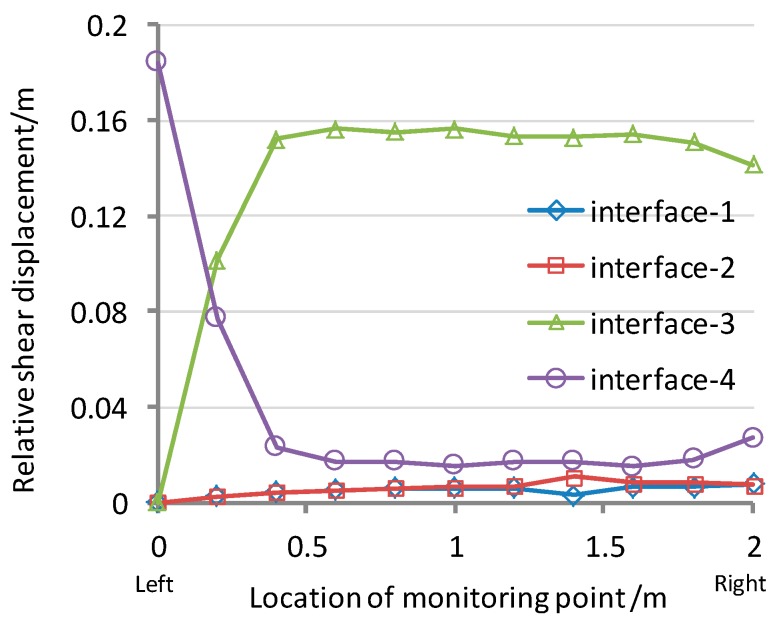 Relative shear displacement/m
0.2
0.16
0.12
0.08
0.04
0
interface-1
interface-2
interface-3
interface-4
0 0.5 1 1.5 2
Left Right
Location of monitoring point/m